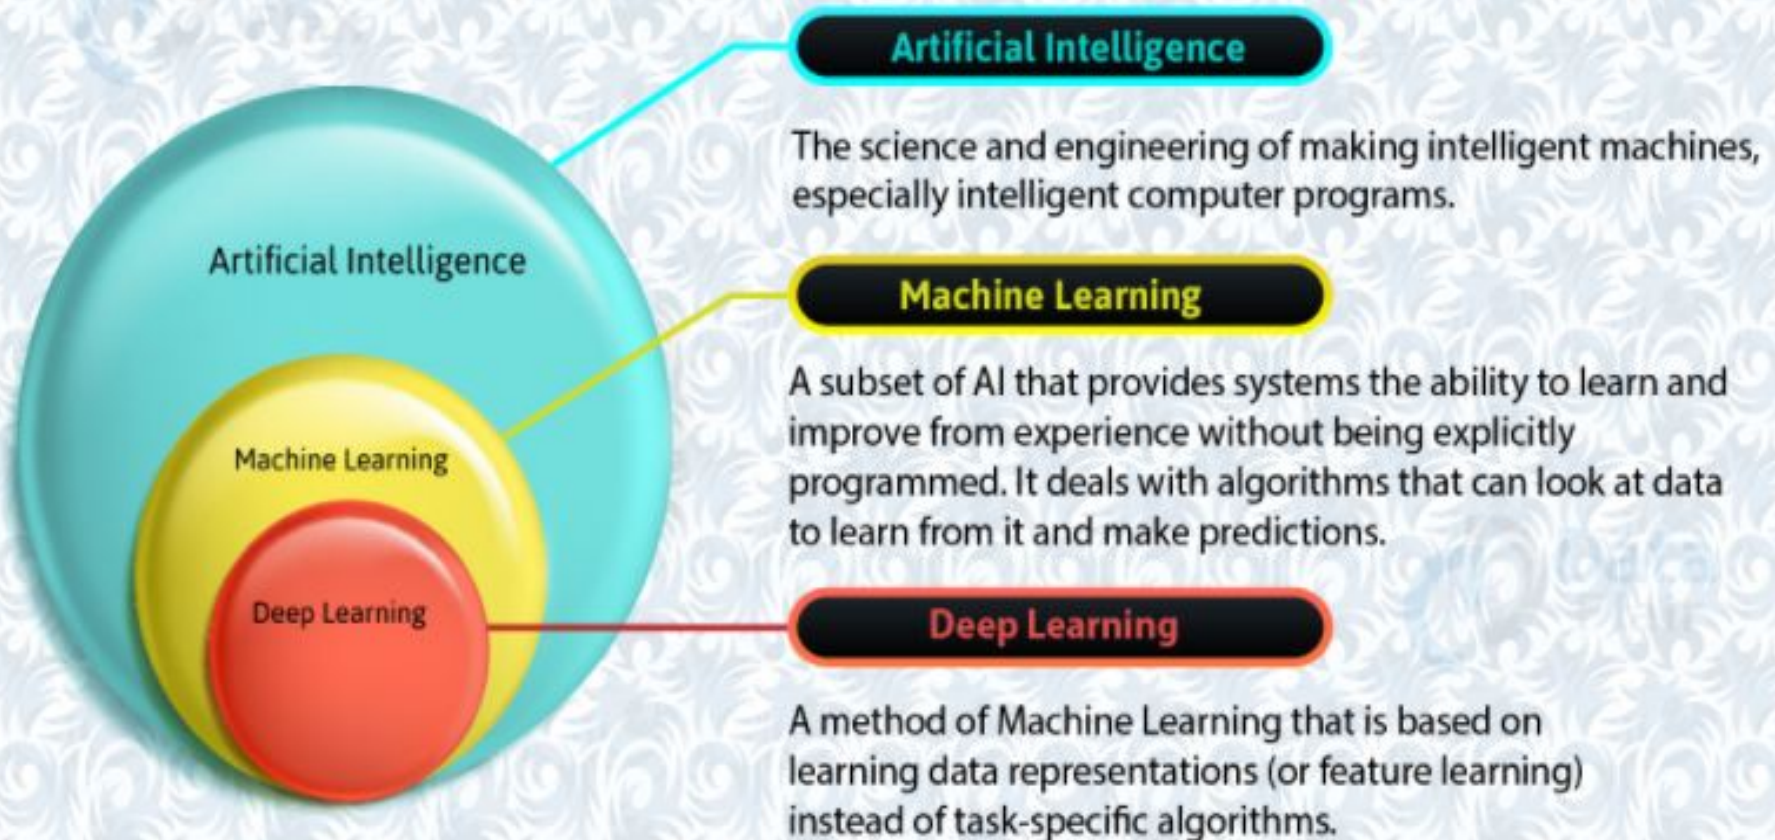 Artificial Intelligence
The science and engineering of making intelligent machines,
especially intelligent computer programs.
Artificial Intelligence
Machine Learning
A subset of AI that provides systems the ability to learn and
improve from experience without being explicitly
programmed. It deals with algorithms that can look at data
to learn from it and make predictions.
Machine Learning
Deep Learning
Deep Learning
A method of Machine Learning that is based on
learning data representations (or feature learning)
instead of task-specific algorithms.